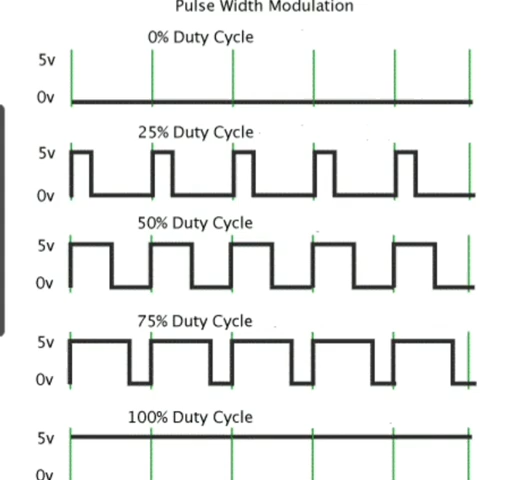 Pulse Width Modulation
0% Duty Cycle
5v
0v
25% Duty Cycle
5v
0v
50% Duty Cycle
5v
0v
75% Duty Cycle
5v
0v
100% Duty Cycle
5v
0v